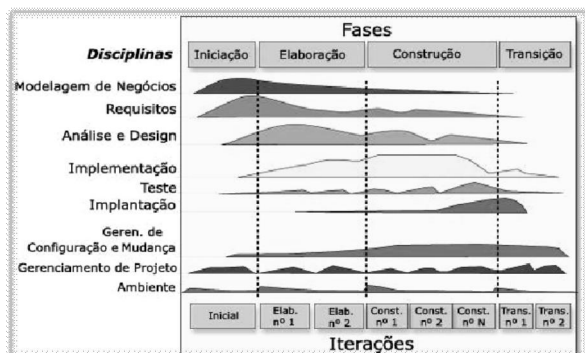 Fases
Disciplinas
Iniciação Elaboração Construção Transição
Modelagem de Negócios
Requisitos
Análise e Design
Implementação
Teste
Implantação
Geren. de
Configuração e Mudança
Gerenciamento de Projeto
Ambiente
Inicial
Elab. nº 1
Elab. nº 2
Const. nº 1
Const. nº 2
Const. nº N
Trans. nº 1
Trans. nº 2
Iterações